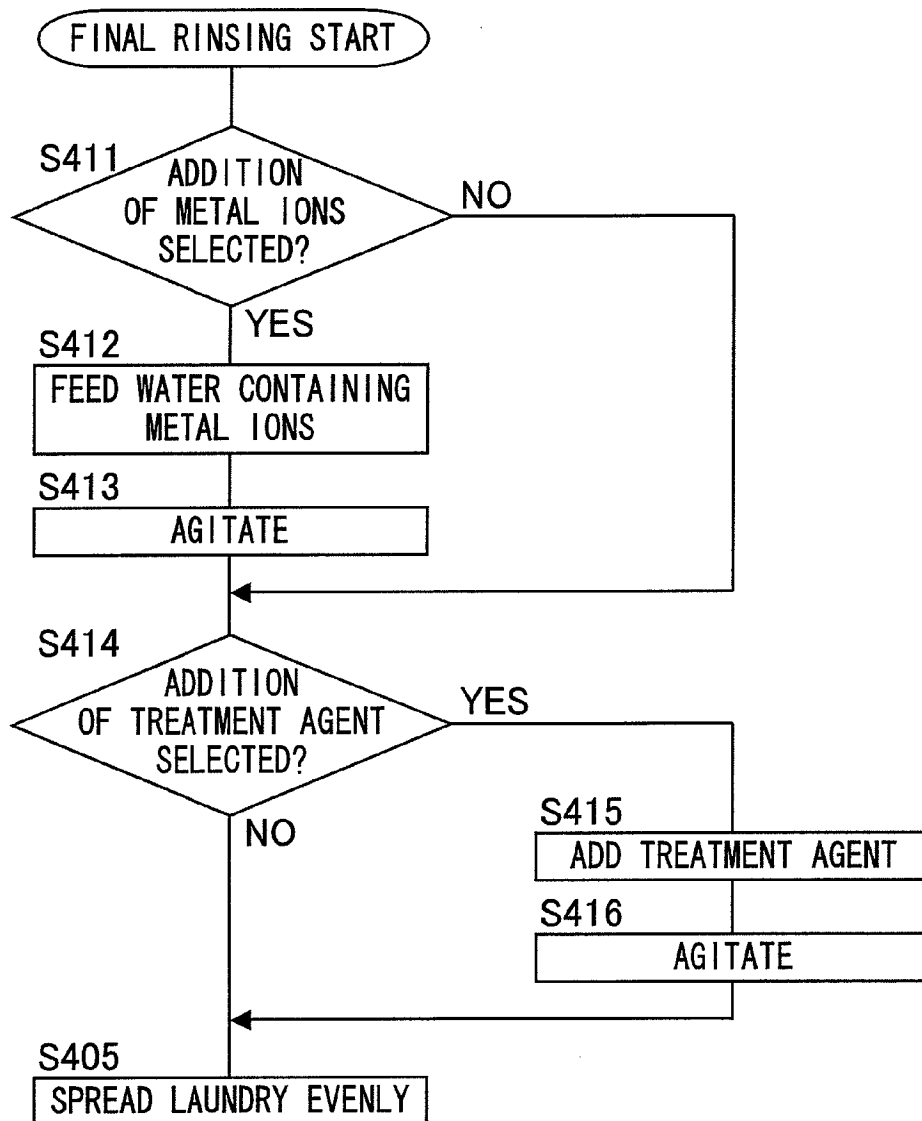 FINAL RINSING START
S411
ADDITION
OF METAL IONS
SELECTED?
NO
YES
S412
FEED WATER CONTAINING
METAL IONS
S413
AGITATE
S414
ADDITION
OF TREATMENT AGENT
SELECTED?
YES
NO
S415
ADD TREATMENT AGENT
S416
AGITATE
S405
SPREAD LAUNDRY EVENLY